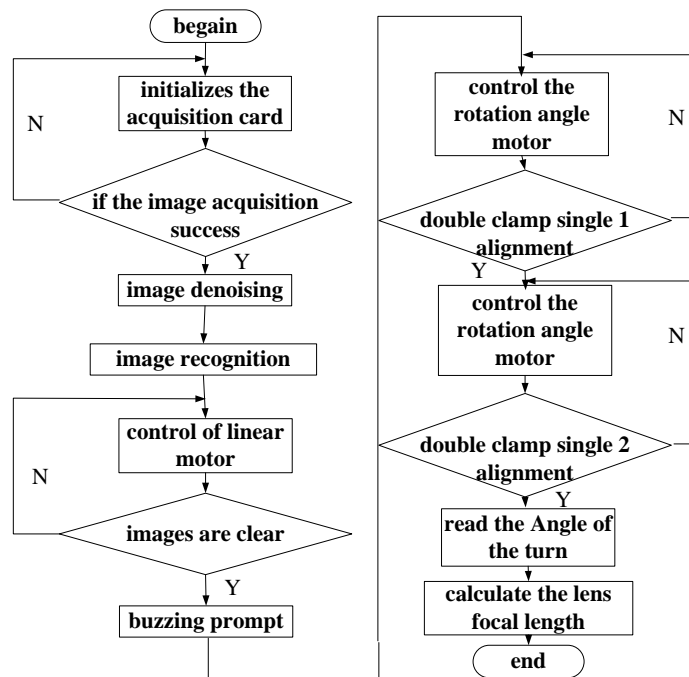 begain
initializes the
acquisition card
N
if the image acquisition
success
Y
image denoising
image recognition
control of linear
motor
N
images are clear
Y
buzzing prompt
control the
rotation angle
motor
N
double clamp single 1
alignment
Y
control the
rotation angle
motor
N
double clamp single 2
alignment
Y
read the Angle of
the turn
calculate the lens
focal length
end